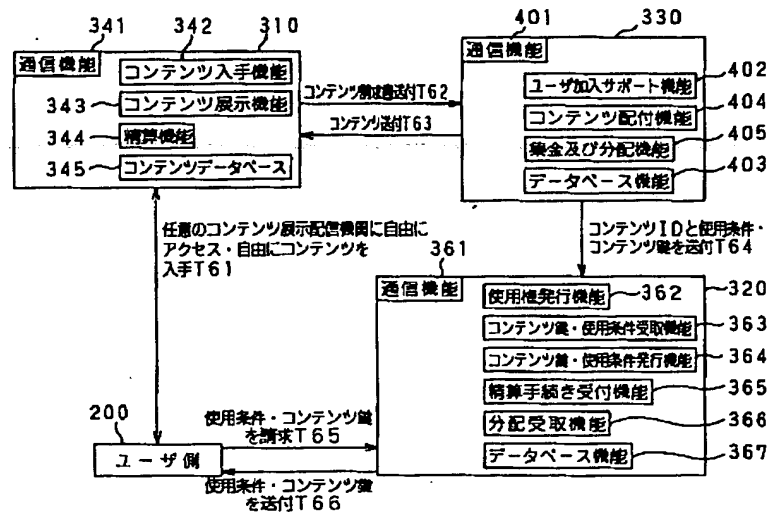 341
342
310
通信機能
コンテンツ入手機能
343
コンテンツ展示機能
344
精算機能
345
コンテンツデータベース
コンテンツ請求書送付T62
コンテンツ送付T63
401
330
通信機能
402
ユーザ加入サポート機能
404
コンテンツ配付機能
405
集金及び分配機能
403
データベース機能
任意のコンテンツ展示配信機関に自由に
アクセス・自由にコンテンツを
入手T61
コンテンツIDと使用条件・
コンテンツ鍵を送付T64
361
320
通信機能
使用権発行機能
362
コンテンツ鍵・使用条件受取機能
363
コンテンツ鍵・使用条件発行機能
364
精算手続き受付機能
365
分配受取機能
366
データベース機能
367
200
ユーザ側
使用条件・コンテンツ鍵
を請求T65
使用条件・コンテンツ鍵
を送付T66